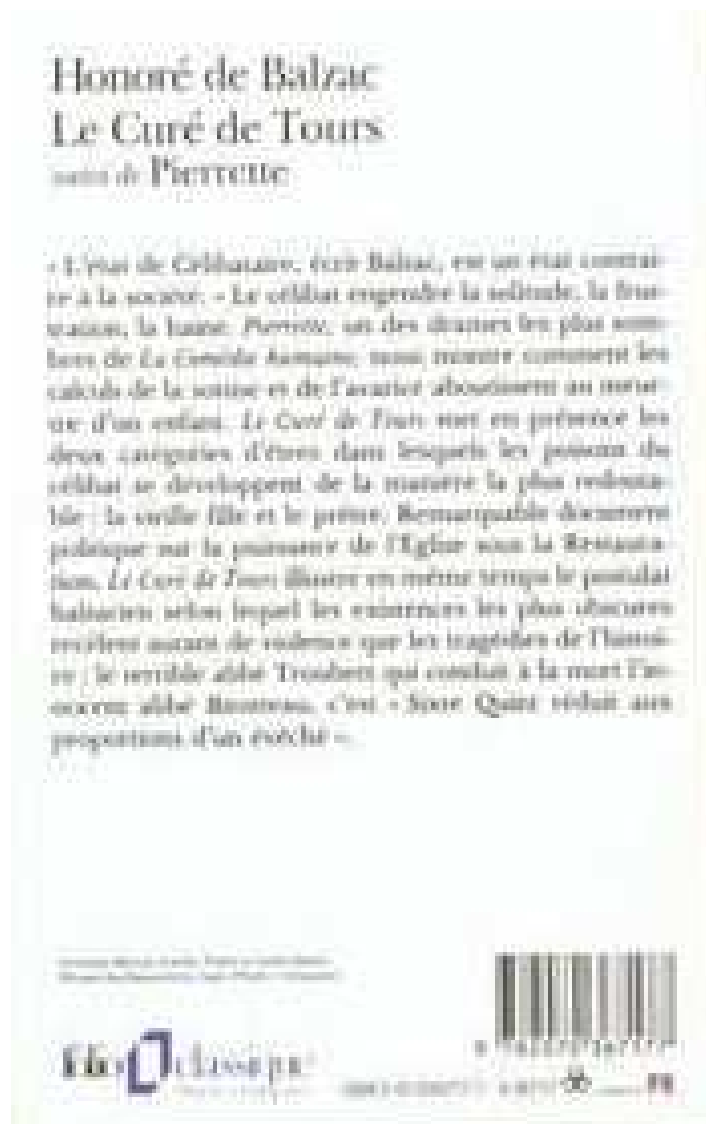 Honoré de Balzac
Le Curé de Tours
suivi de Pierrette
« L'état de Célibataire, écrit Balzac, est un état contrai-
re à la société. » Le célibat engendre la solitude, la frus-
tration, la haine. Pierrette, un des drames les plus som-
bres de La Comédie humaine, nous montre comment les
calculs de la sottise et de l'avarice aboutissent au meur-
tre d'un enfant. Le Curé de Tours met en présence les
deux catégories d'êtres dans lesquels les poisons du
célibat se développent de la manière la plus redouta-
ble : la vieille fille et le prêtre. Remarquable document
politique sur la puissance de l'Église sous la Restaura-
tion, Le Curé de Tours illustre en même temps le postulat
balzacien selon lequel les existences les plus obscures
recèlent autant de violence que les tragédies de l'histoi-
re : le terrible abbé Troubert qui conduit à la mort l'in-
nocent abbé Birotteau, c'est « Sixte Quint réduit aux
proportions d'un évêché ».
folio classique